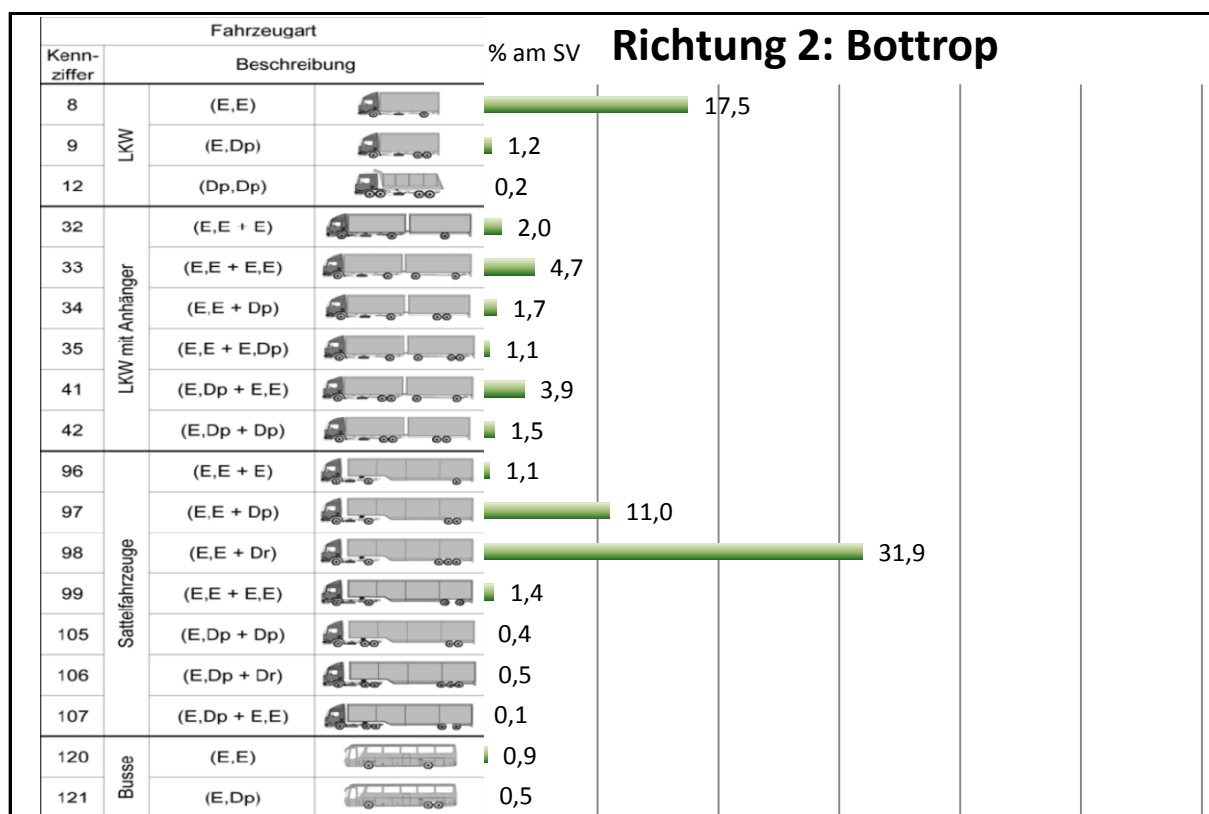 Fahrzeugart
% am SV
Richtung 2: Bottrop
Kenn-
ziffer
Beschreibung
LKW
8 (E,E) 17,5
9 (E,Dp) 1,2
12 (Dp,Dp) 0,2
LKW mit Anhänger
32 (E,E + E) 2,0
33 (E,E + E,E) 4,7
34 (E,E + Dp) 1,7
35 (E,E + E,Dp) 1,1
41 (E,Dp + E,E) 3,9
42 (E,Dp + Dp) 1,5
Sattelfahrzeuge
96 (E,E + E) 1,1
97 (E,E + Dp) 11,0
98 (E,E + Dr) 31,9
99 (E,E + E,E) 1,4
105 (E,Dp + Dp) 0,4
106 (E,Dp + Dr) 0,5
107 (E,Dp + E,E) 0,1
Busse
120 (E,E) 0,9
121 (E,Dp) 0,5